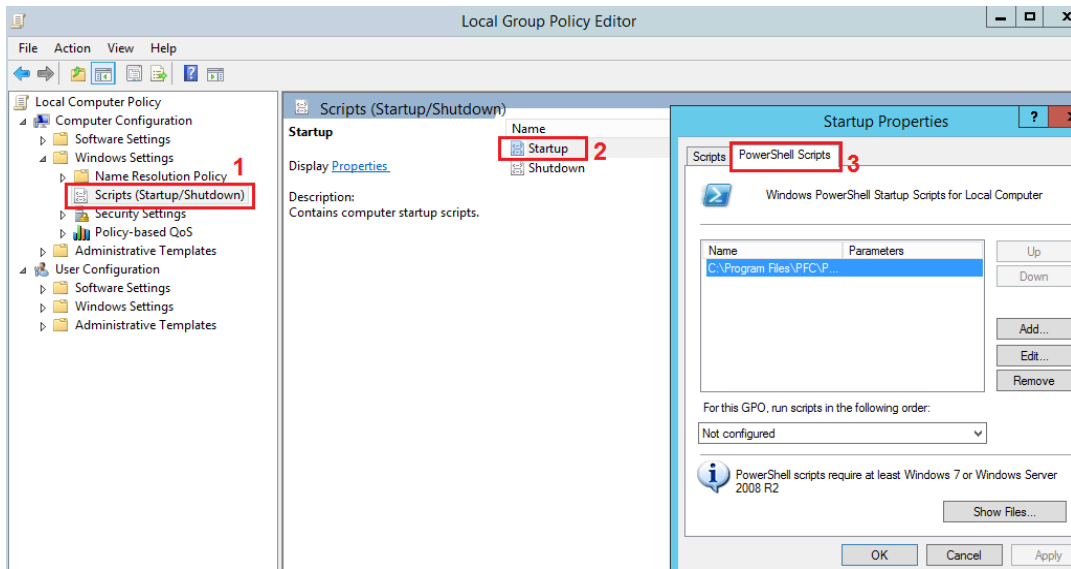 Local Group Policy Editor
File Action View Help
Local Computer Policy
Computer Configuration
Software Settings
Windows Settings
1
Name Resolution Policy
Scripts (Startup/Shutdown)
Security Settings
Policy-based QoS
Administrative Templates
User Configuration
Software Settings
Windows Settings
Administrative Templates
Scripts (Startup/Shutdown)
Startup
Display Properties
Description:
Contains computer startup scripts.
Name
Startup 2
Shutdown
Startup Properties
? X
Scripts PowerShell Scripts 3
Windows PowerShell Startup Scripts for Local Computer
Name Parameters
C:\Program Files\PFC\P...
Up
Down
Add...
Edit...
Remove
For this GPO, run scripts in the following order:
Not configured
PowerShell scripts require at least Windows 7 or Windows Server
2008 R2
Show Files...
OK Cancel Apply